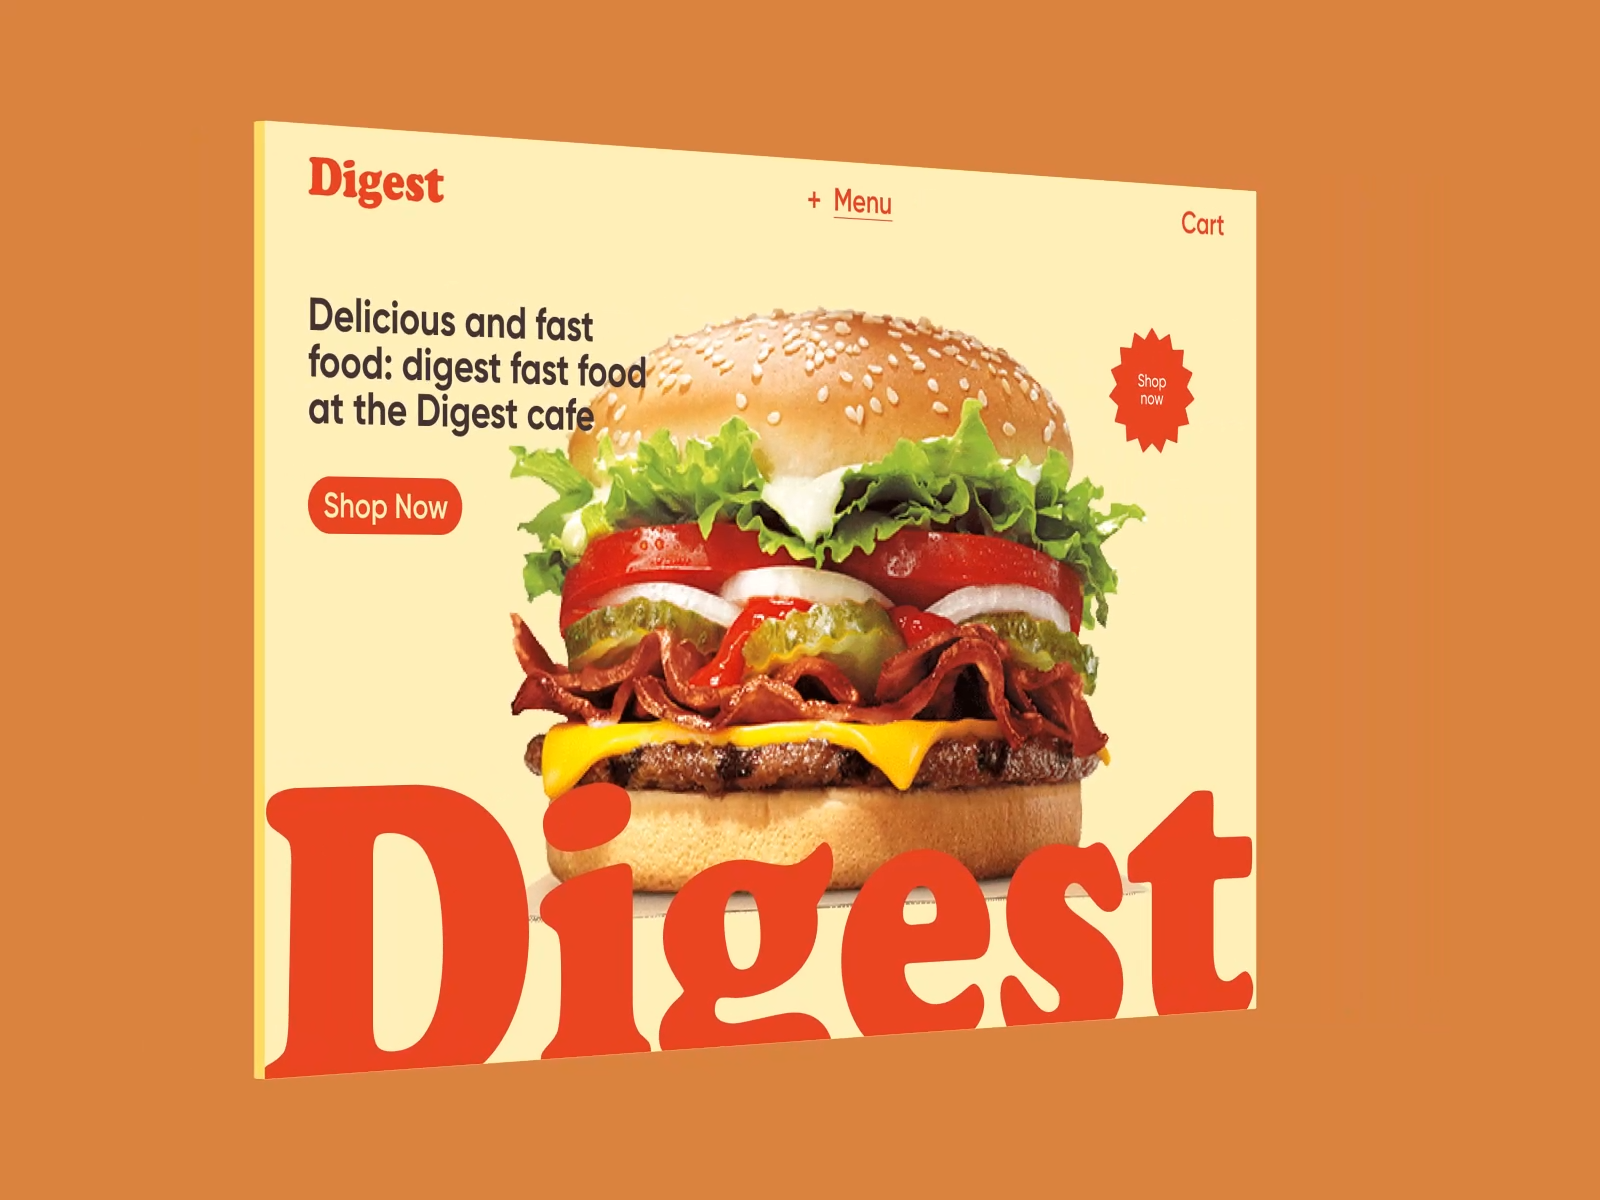 Digest
+ Menu
Cart
Delicious and fast
food: digest fast food
at the Digest cafe
Shop
now
Shop Now
Digest